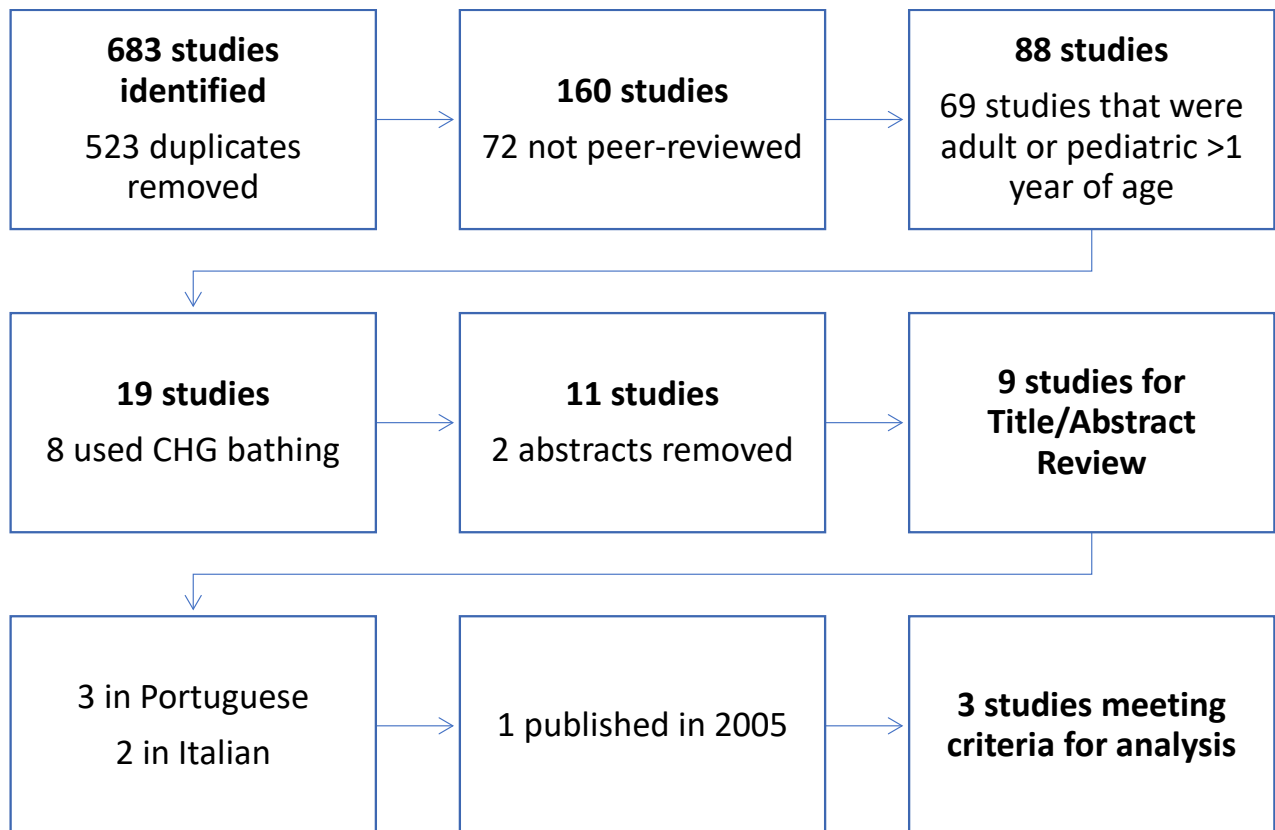 683 studies
identified
523 duplicates
removed
160 studies
72 not peer-reviewed
88 studies
69 studies that were
adult or pediatric >1
year of age
19 studies
8 used CHG bathing
11 studies
2 abstracts removed
9 studies for
Title/Abstract
Review
3 in Portuguese
2 in Italian
1 published in 2005
3 studies meeting
criteria for analysis